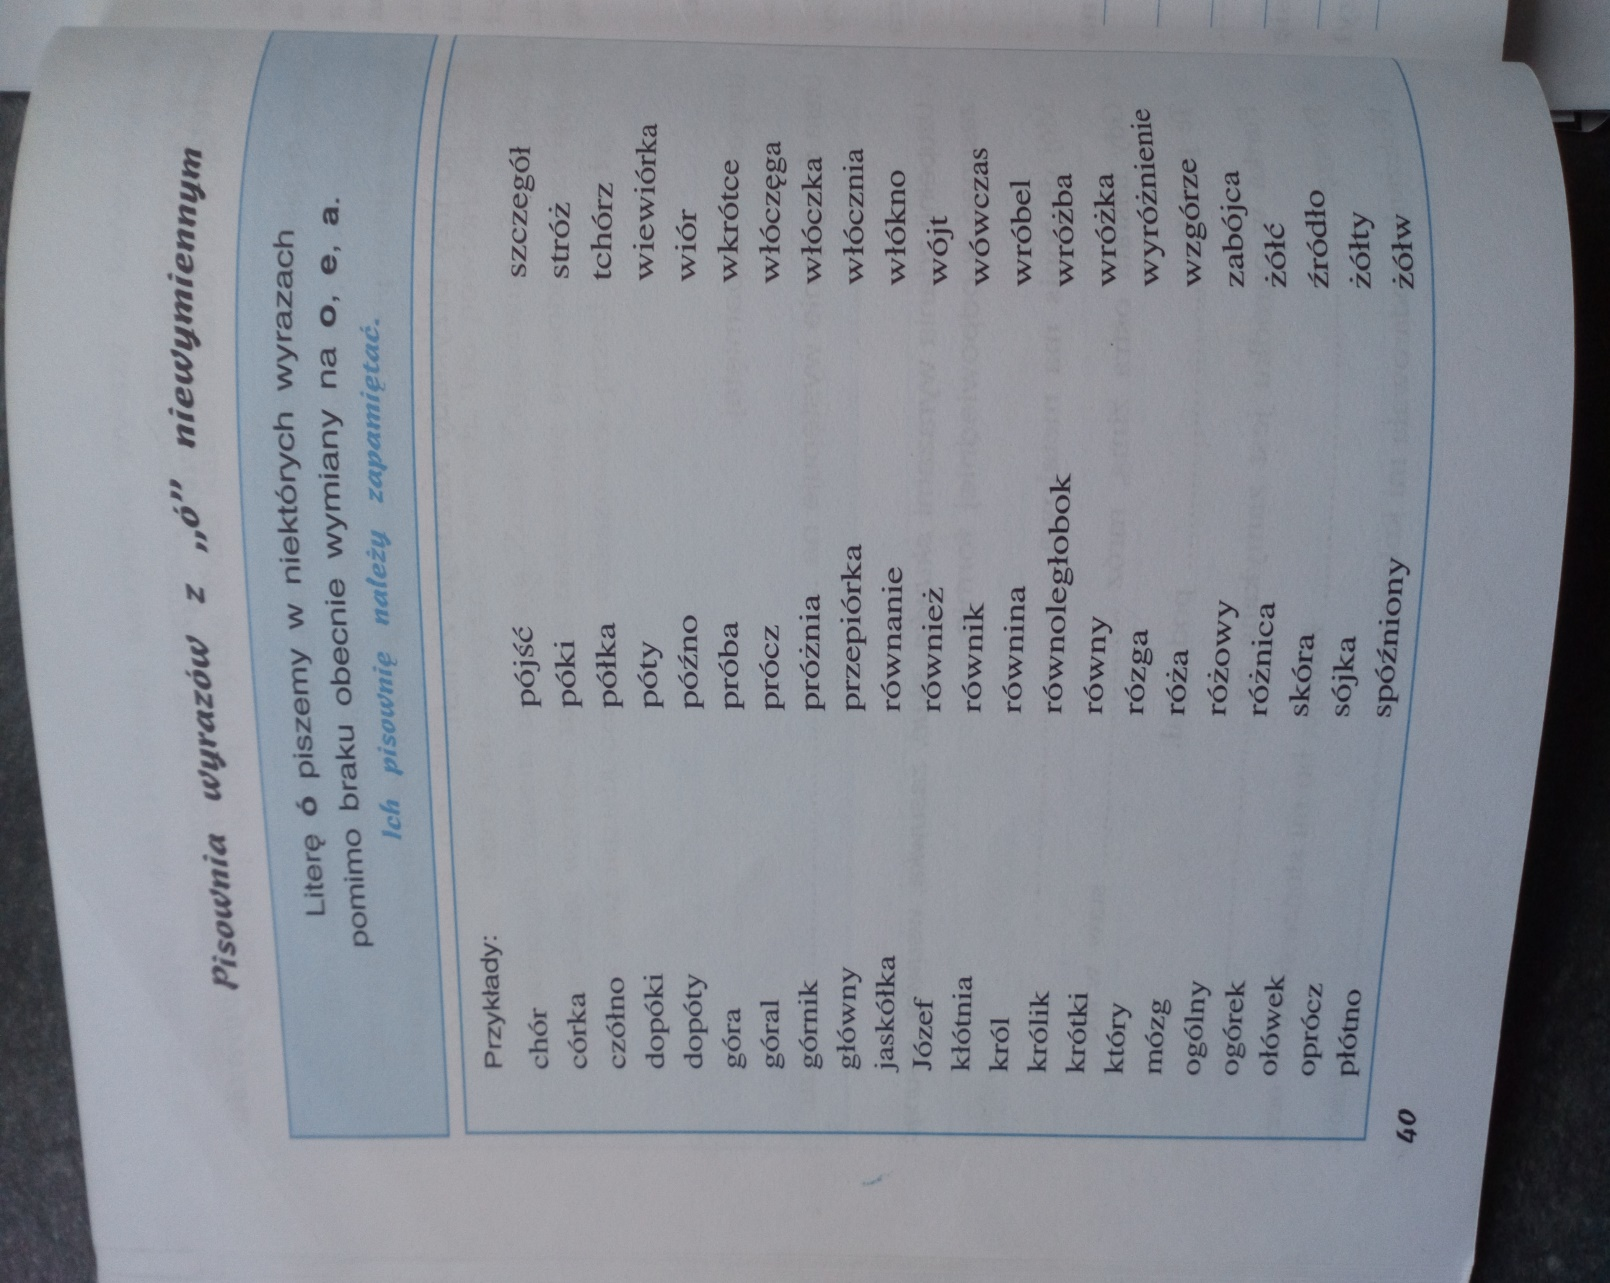 Pisownia wyrazów z „ó" niewymiennym
Literę ó piszemy w niektórych wyrazach
pomimo braku obecnie wymiany na o, e, a.
Ich pisownię należy zapamiętać.
Przykłady:
chór
córka
czółno
dopóki
dopóty
góra
góral
górnik
główny
jaskółka
Józef
kłótnia
król
królik
krótki
który
mózg
ogólny
ogórek
ołówek
oprócz
płótno
pójść
póki
półka
póty
późno
próba
prócz
próżnia
przepiórka
równanie
również
równik
równina
równoległobok
równy
rózga
róża
różowy
różnica
skóra
sójka
spóźniony
szczegół
stróż
tchórz
wiewiórka
wiór
wkrótce
włóczęga
włóczka
włócznia
włókno
wójt
wówczas
wróbel
wróżba
wróżka
wyróżnienie
wzgórze
zabójca
żółć
źródło
żółty
żółw
40